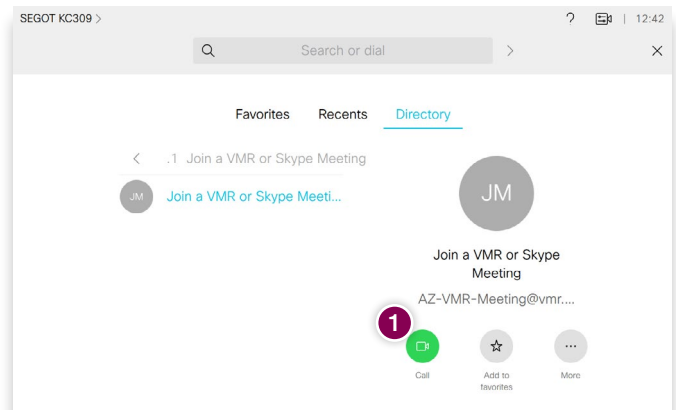 SEGOT KC309 >
? | 12:42
Search or dial >
Favorites Recents Directory
< .1 Join a VMR or Skype Meeting
JM Join a VMR or Skype Meeti...
JM
Join a VMR or Skype
Meeting
AZ-VMR-Meeting@vmr....
1
Call Add to favorites More